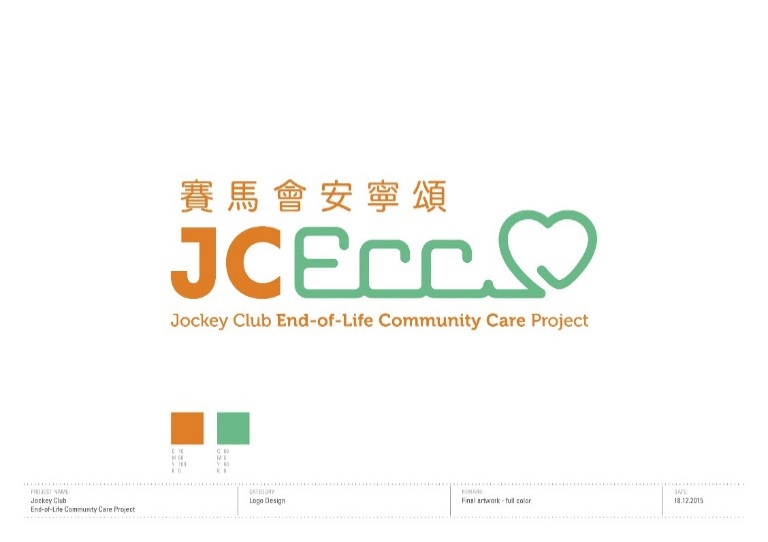 賽馬會安寧頌
JCEcc
Jockey Club End-of-Life Community Care Project
PROJECT NAME:
Jockey Club
End-of-Life Community Care Project
CATEGORY:
Logo Design
REMARK:
Final artwork - full color
DATE:
18.12.2015